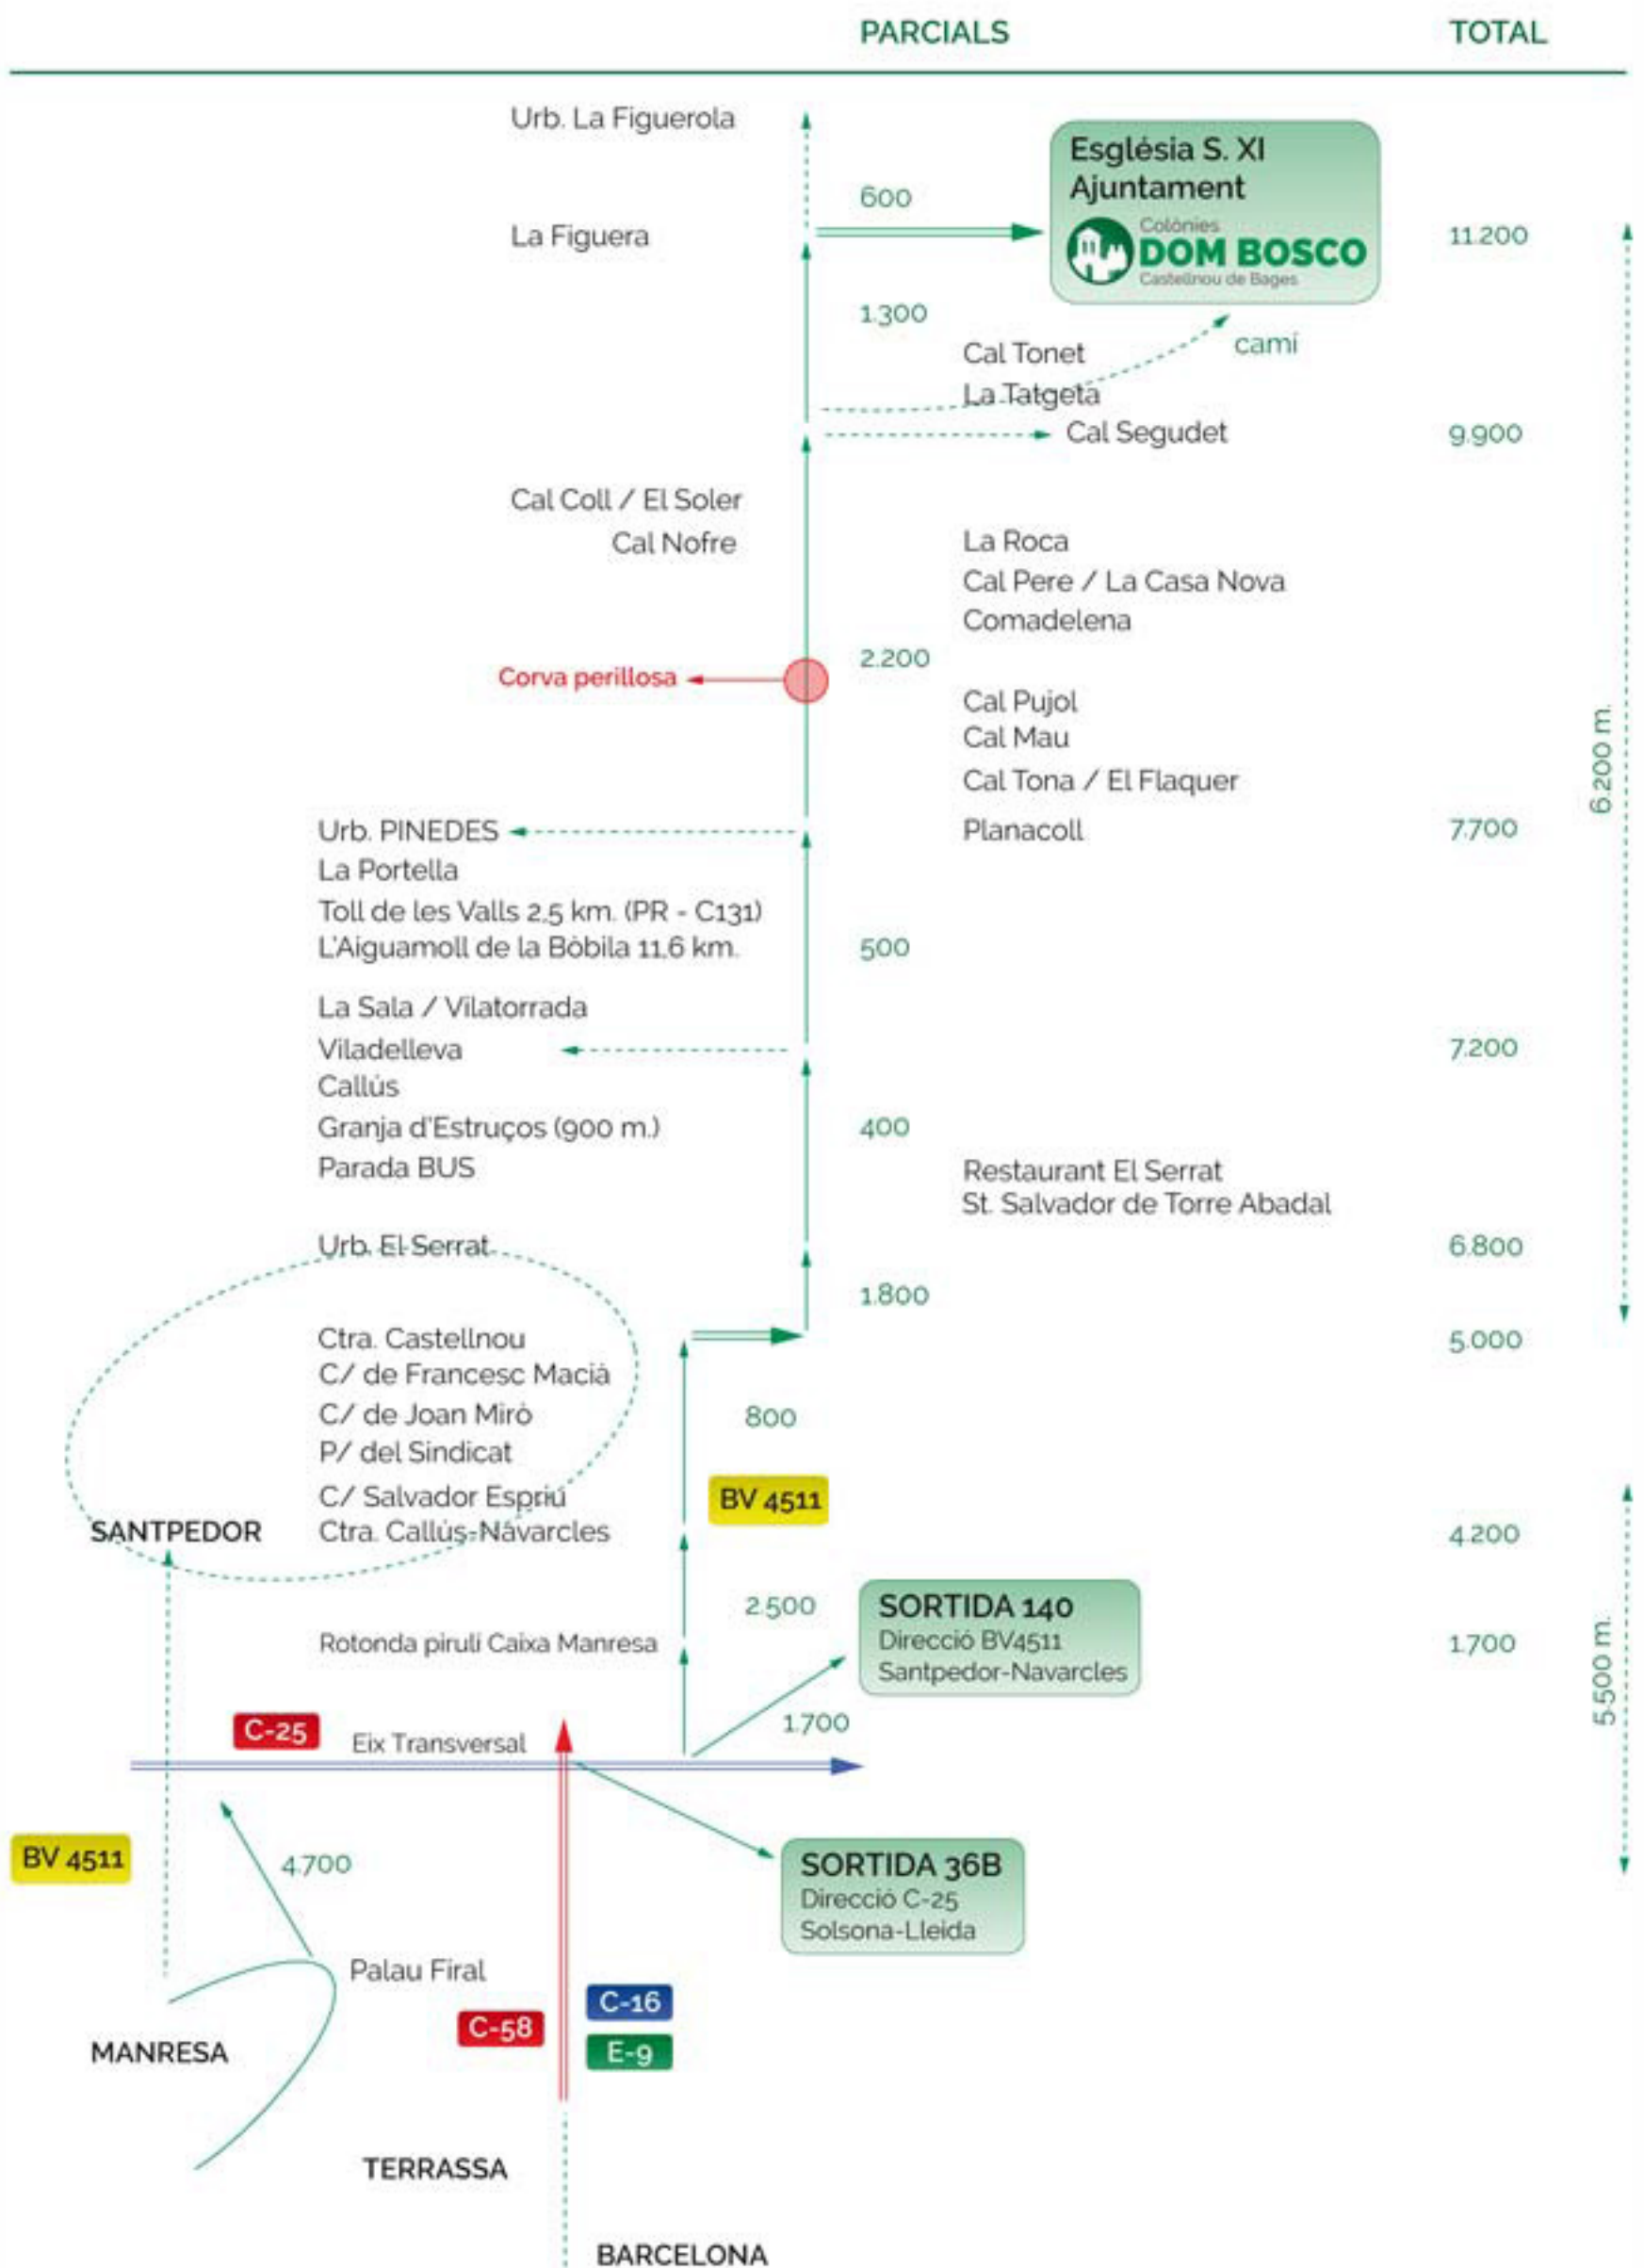 PARCIALS TOTAL
Urb. La Figuerola
Església S. XI
Ajuntament
600
Colònies
DOM BOSCO
Castellnou de Bages
La Figuera
11.200
1.300
camí
Cal Tonet
La Tatgeta
Cal Segudet
9.900
Cal Coll / El Soler
Cal Nofre
La Roca
Cal Pere / La Casa Nova
Comadelena
2.200
Corva perillosa
Cal Pujol
Cal Mau
Cal Tona / El Flaquer
6.200 m.
Urb. PINEDES
Planacoll
7.700
La Portella
Toll de les Valls 2,5 km. (PR - C131)
L'Aiguamoll de la Bòbila 11,6 km.
500
La Sala / Vilatorrada
Viladelleva
7.200
Callús
Granja d'Estruços (900 m.)
400
Parada BUS
Restaurant El Serrat
St. Salvador de Torre Abadal
Urb. El Serrat
6.800
1.800
Ctra. Castellnou
5.000
C/ de Francesc Macià
C/ de Joan Miró
800
P/ del Sindicat
C/ Salvador Espriu
BV 4511
SANTPEDOR
Ctra. Callús-Navarcles
4.200
2.500
SORTIDA 140
Direcció BV4511
Santpedor-Navarcles
Rotonda pirulí Caixa Manresa
1.700
5.500 m.
1.700
C-25
Eix Transversal
BV 4511
4.700
SORTIDA 36B
Direcció C-25
Solsona-Lleida
Palau Firal
C-16
C-58
E-9
MANRESA
TERRASSA
BARCELONA